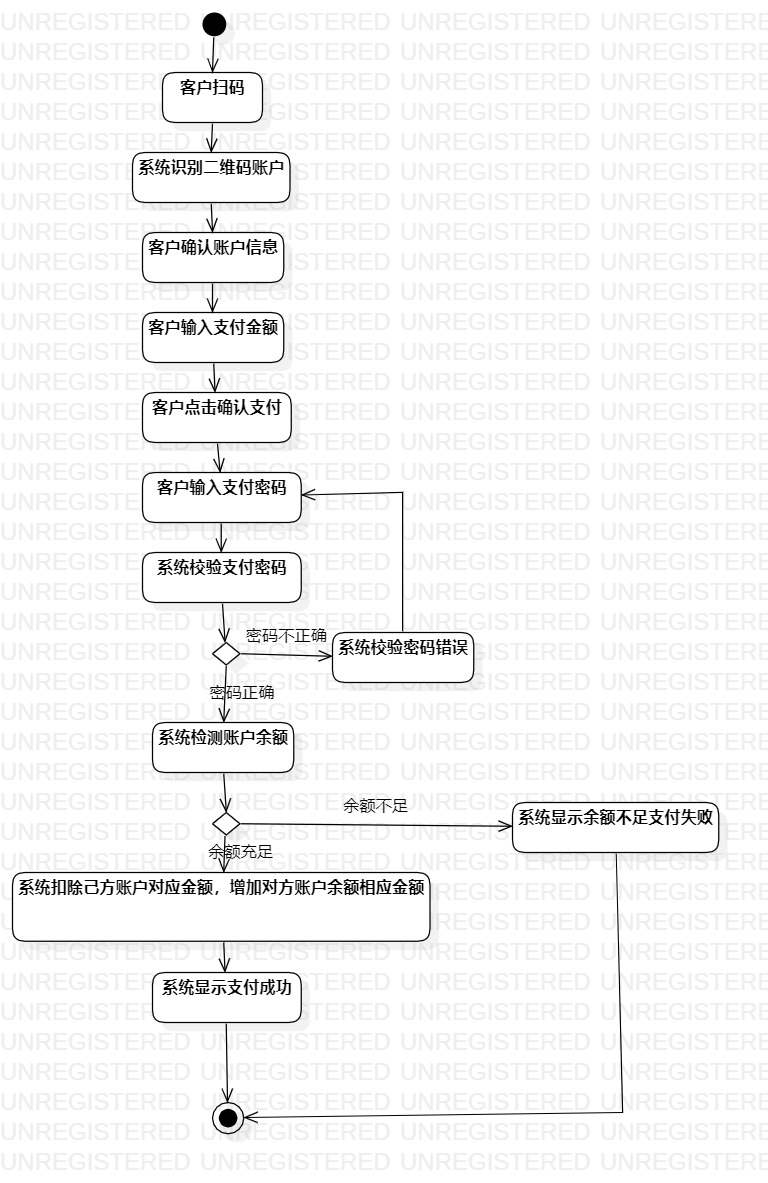 客户扫码
系统识别二维码账户
客户确认账户信息
客户输入支付金额
客户点击确认支付
客户输入支付密码
系统校验支付密码
密码不正确
系统校验密码错误
密码正确
系统检测账户余额
余额不足
系统显示余额不足支付失败
余额充足
系统扣除己方账户对应金额，增加对方账户余额相应金额
系统显示支付成功
UNREGISTERED